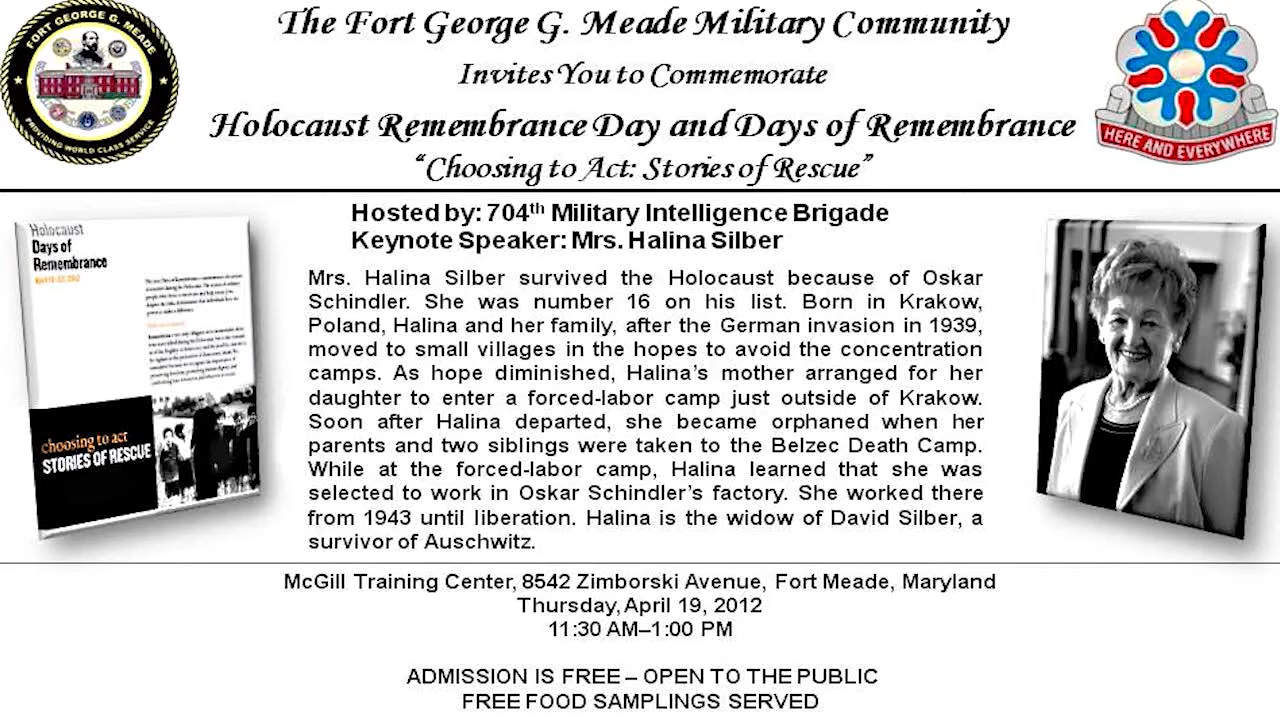 The Fort George G. Meade Military Community
Invites You to Commemorate
Holocaust Remembrance Day and Days of Remembrance
“Choosing to Act: Stories of Rescue”
FORT GEORGE G. MEADE
PROVIDING WORLD CLASS SERVICE
HERE AND EVERYWHERE
Hosted by: 704th Military Intelligence Brigade
Keynote Speaker: Mrs. Halina Silber
Holocaust
Days of
Remembrance
choosing to act
STORIES OF RESCUE
Mrs. Halina Silber survived the Holocaust because of Oskar
Schindler. She was number 16 on his list. Born in Krakow,
Poland, Halina and her family, after the German invasion in 1939,
moved to small villages in the hopes to avoid the concentration
camps. As hope diminished, Halina’s mother arranged for her
daughter to enter a forced-labor camp just outside of Krakow.
Soon after Halina departed, she became orphaned when her
parents and two siblings were taken to the Belzec Death Camp.
While at the forced-labor camp, Halina learned that she was
selected to work in Oskar Schindler’s factory. She worked there
from 1943 until liberation. Halina is the widow of David Silber, a
survivor of Auschwitz.
McGill Training Center, 8542 Zimborski Avenue, Fort Meade, Maryland
Thursday, April 19, 2012
11:30 AM–1:00 PM
ADMISSION IS FREE – OPEN TO THE PUBLIC
FREE FOOD SAMPLINGS SERVED